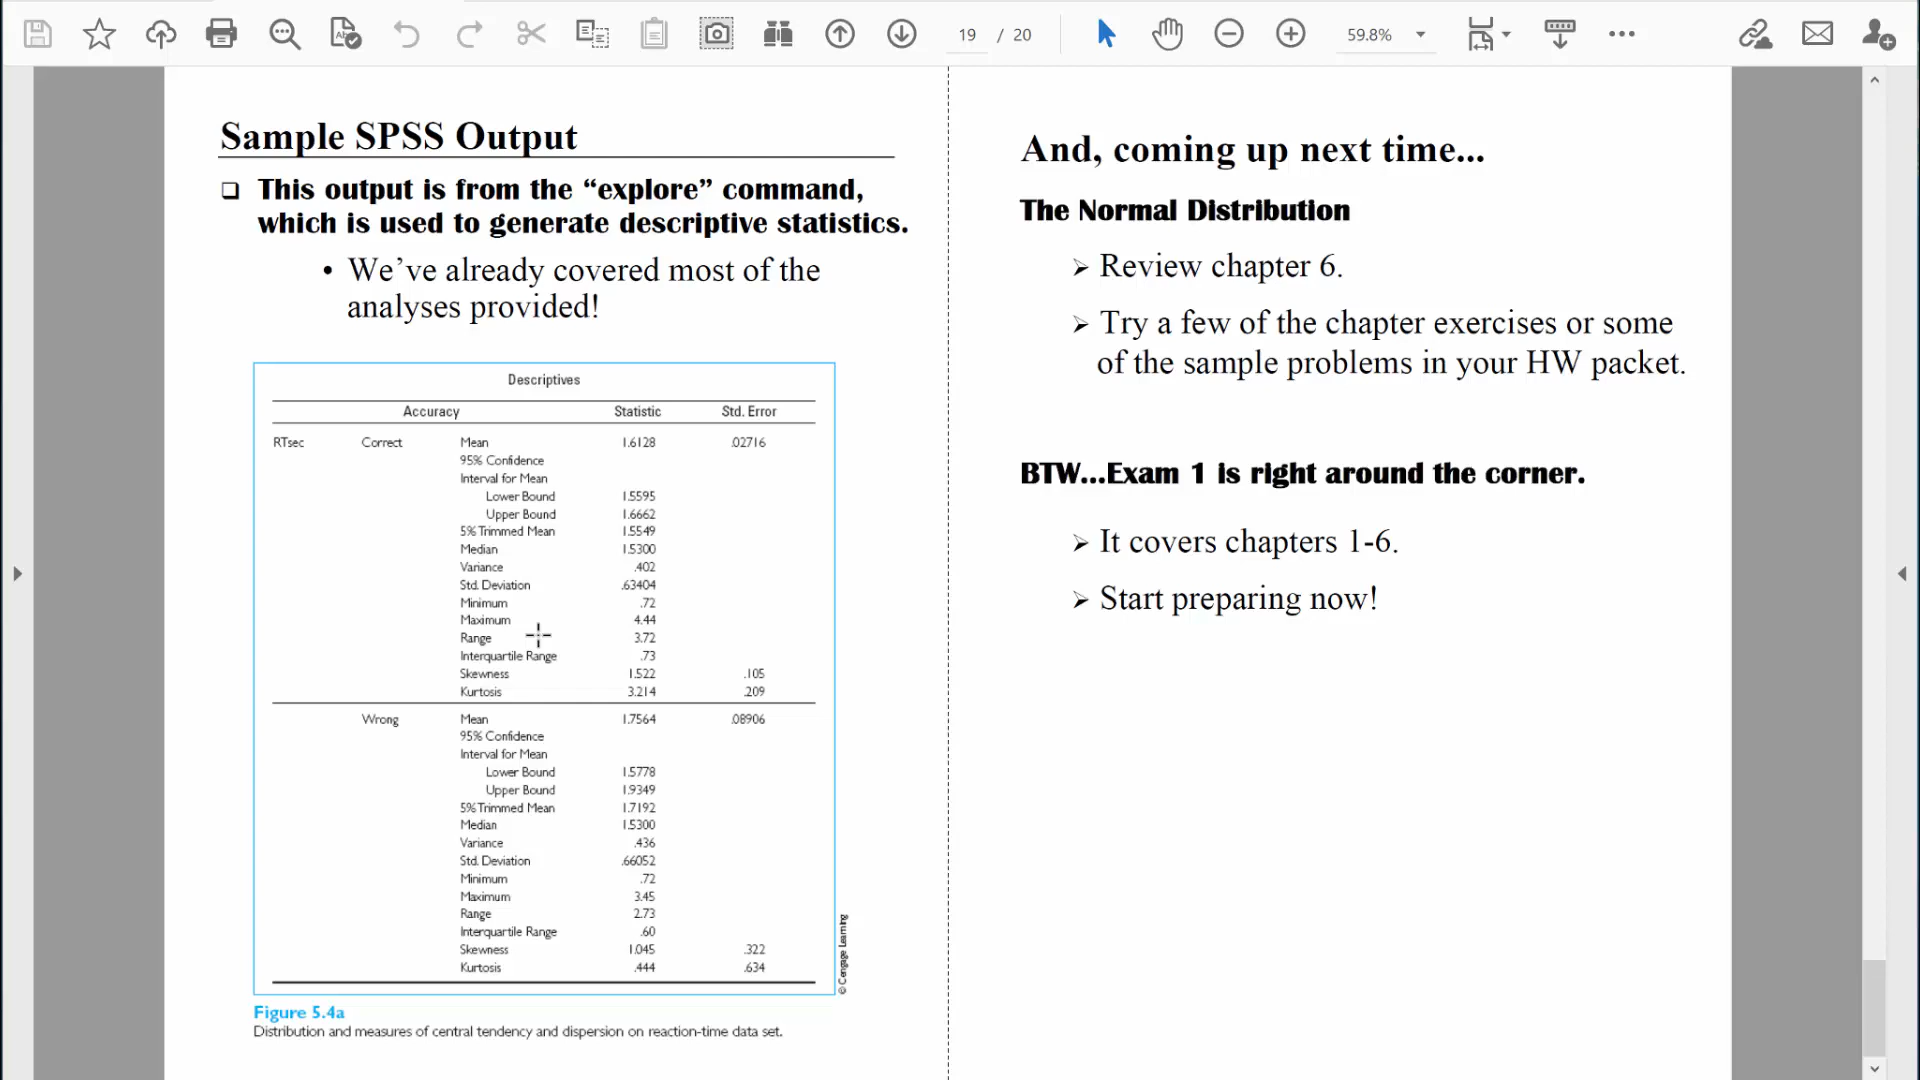 19 / 20
59.8%
Sample SPSS Output
This output is from the “explore” command,
which is used to generate descriptive statistics.
• We’ve already covered most of the
analyses provided!
Descriptives
Accuracy Statistic Std. Error
RTsec Correct Mean 1.6128 .02716
95% Confidence
Interval for Mean
Lower Bound 1.5595
Upper Bound 1.6662
5% Trimmed Mean 1.5549
Median 1.5300
Variance .402
Std. Deviation .63404
Minimum .72
Maximum 4.44
Range 3.72
Interquartile Range .73
Skewness 1.522 .105
Kurtosis 3.214 .209
Wrong Mean 1.7564 .08906
95% Confidence
Interval for Mean
Lower Bound 1.5778
Upper Bound 1.9349
5% Trimmed Mean 1.7192
Median 1.5300
Variance .436
Std. Deviation .66052
Minimum .72
Maximum 3.45
Range 2.73
Interquartile Range .60
Skewness 1.045 .322
Kurtosis .444 .634
© Cengage Learning
Figure 5.4a
Distribution and measures of central tendency and dispersion on reaction-time data set.
And, coming up next time...
The Normal Distribution
➢ Review chapter 6.
➢ Try a few of the chapter exercises or some
of the sample problems in your HW packet.
BTW...Exam 1 is right around the corner.
➢ It covers chapters 1-6.
➢ Start preparing now!